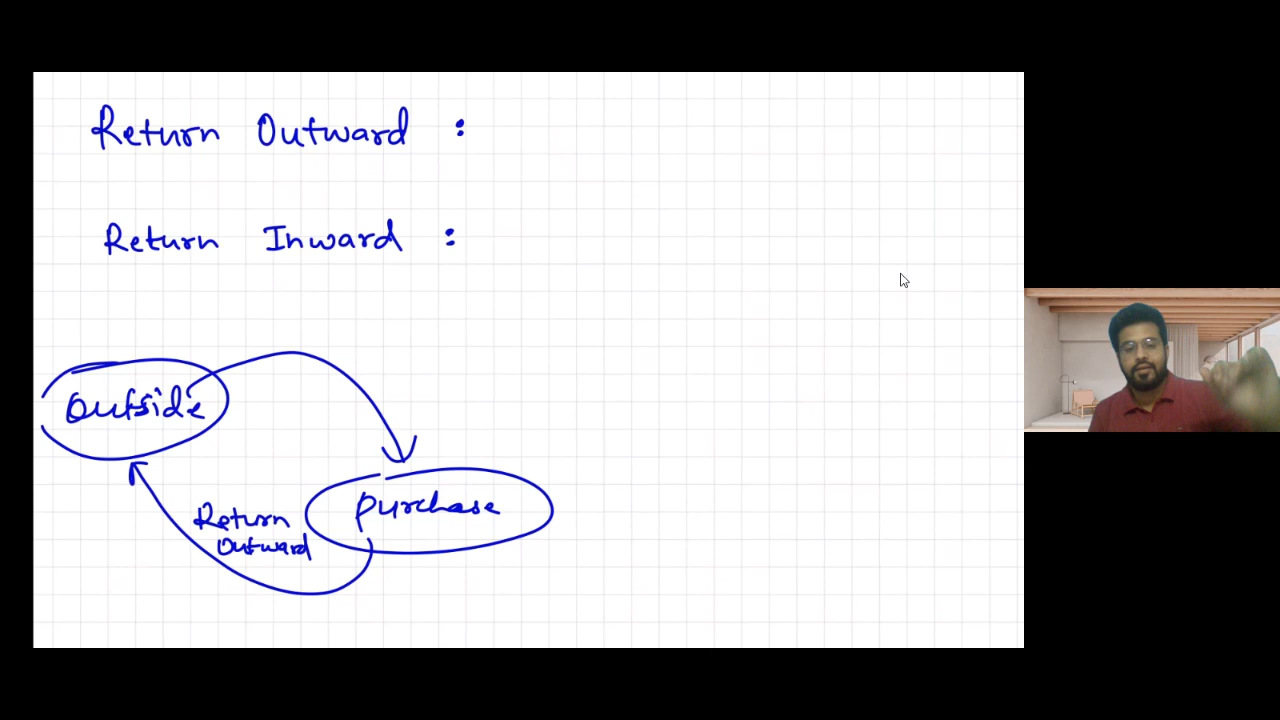 Return Outward :
Return Inward :
Outside
Purchase
Return
Outward